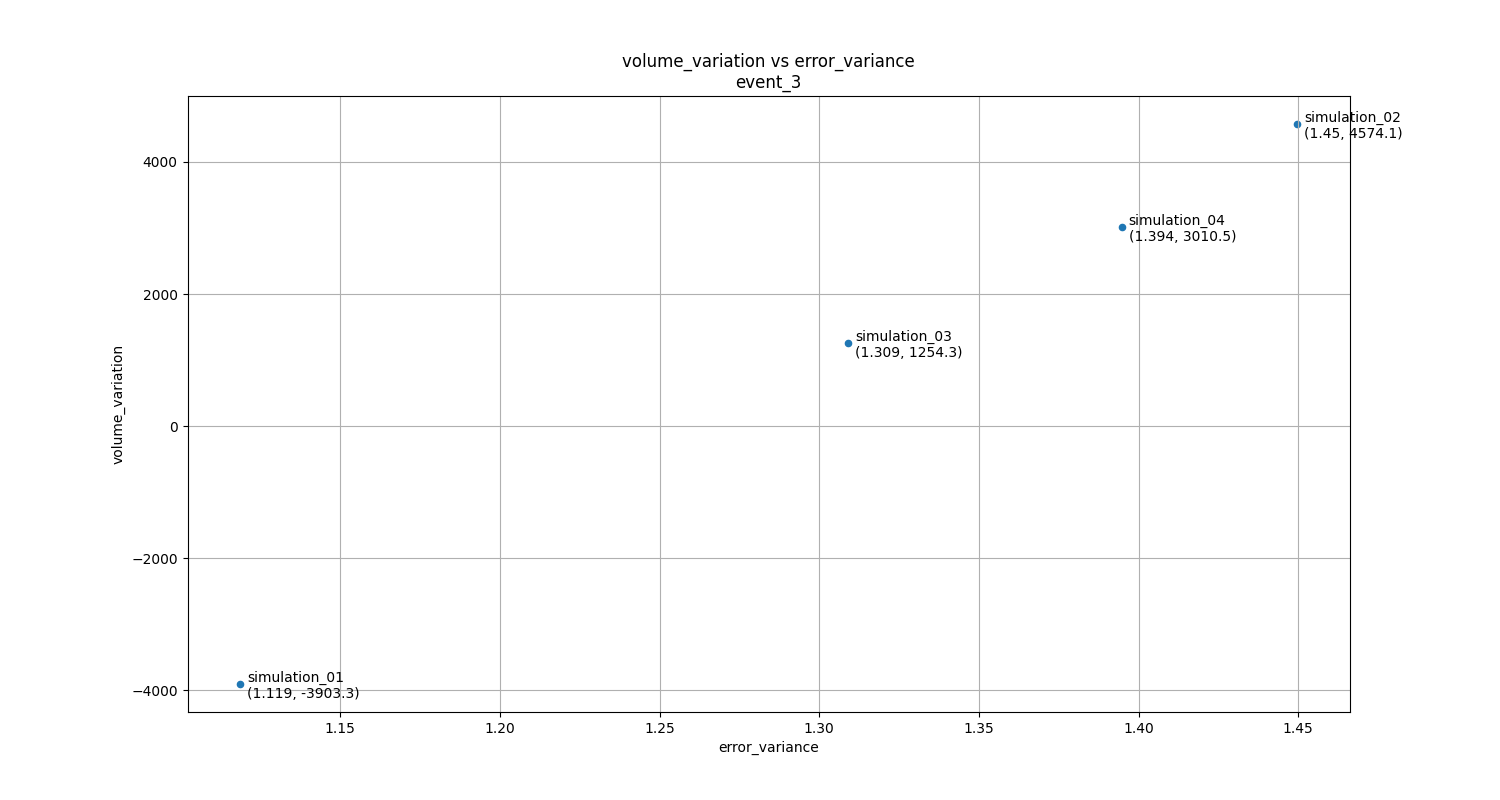 volume_variation vs error_variance
event_3
simulation_02
(1.45, 4574.1)
4000
simulation_04
(1.394, 3010.5)
2000
simulation_03
(1.309, 1254.3)
volume_variation
0
−2000
simulation_01
(1.119, -3903.3)
−4000
1.15 1.20 1.25 1.30 1.35 1.40 1.45
error_variance